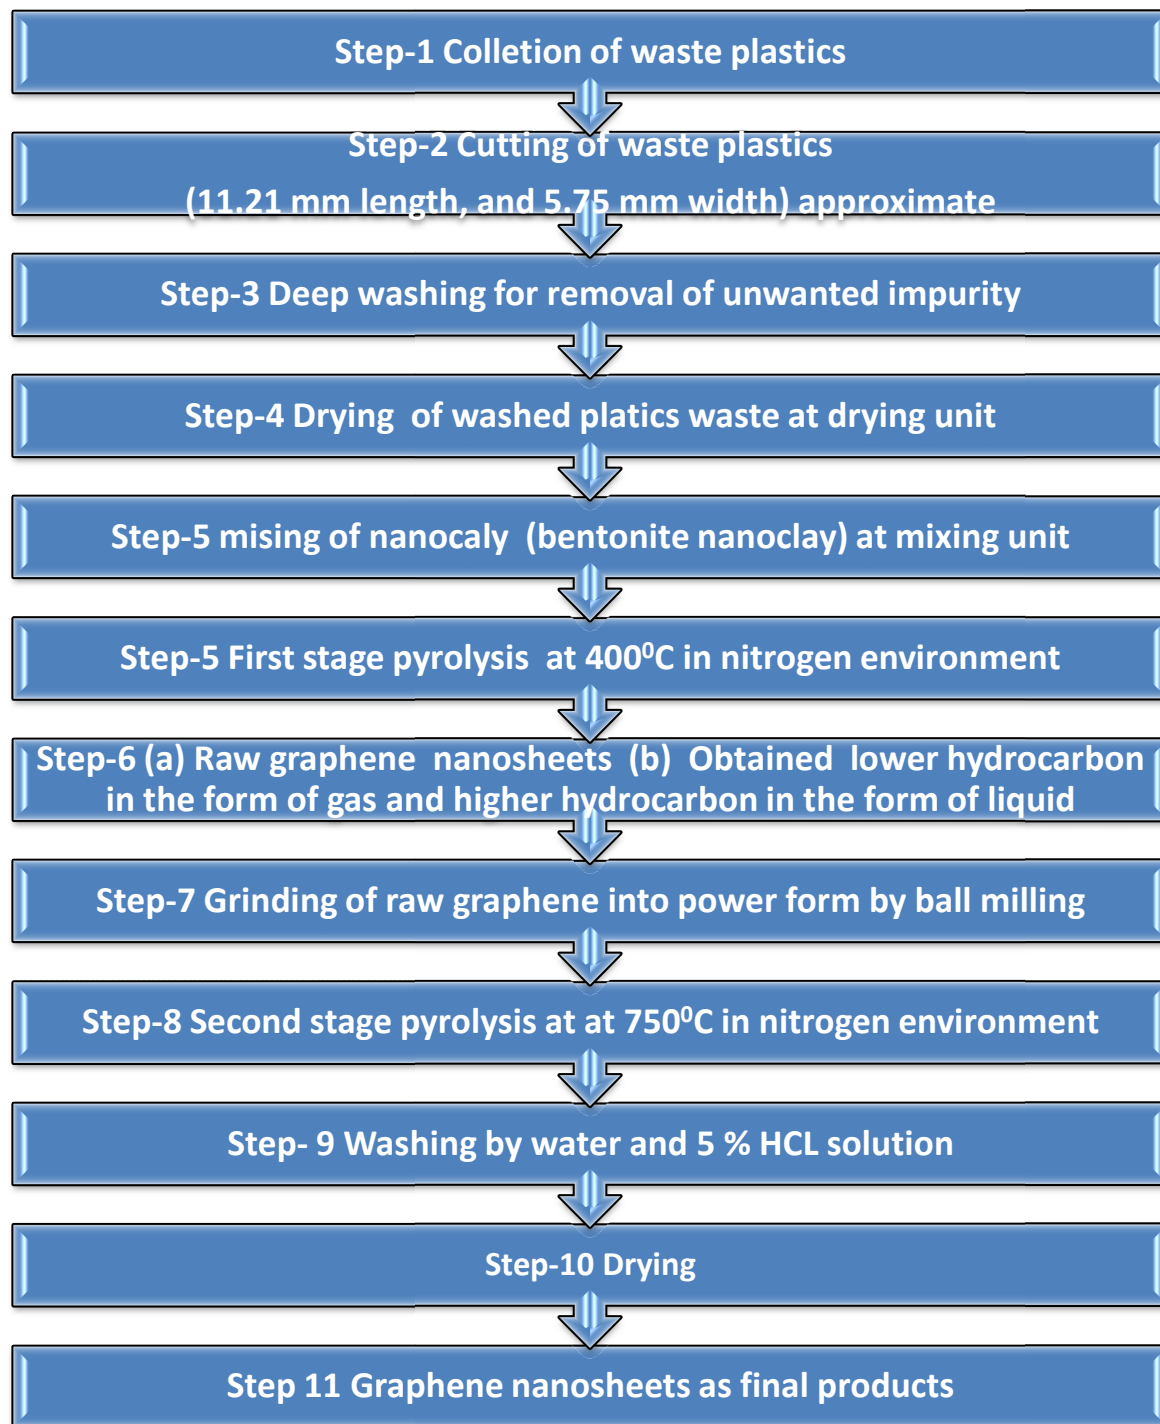 Step-1 Colletion of waste plastics
Step-2 Cutting of waste plastics
(11.21 mm length, and 5.75 mm width) approximate
Step-3 Deep washing for removal of unwanted impurity
Step-4 Drying  of washed platics waste at drying unit
Step-5 mising of nanocaly  (bentonite nanoclay) at mixing unit
Step-5 First stage pyrolysis  at 400⁰C in nitrogen environment
Step-6 (a) Raw graphene  nanosheets  (b)  Obtained  lower hydrocarbon
in the form of gas and higher hydrocarbon in the form of liquid
Step-7 Grinding of raw graphene into power form by ball milling
Step-8 Second stage pyrolysis at at 750⁰C in nitrogen environment
Step- 9 Washing by water and 5 % HCL solution
Step-10 Drying
Step 11 Graphene nanosheets as final products